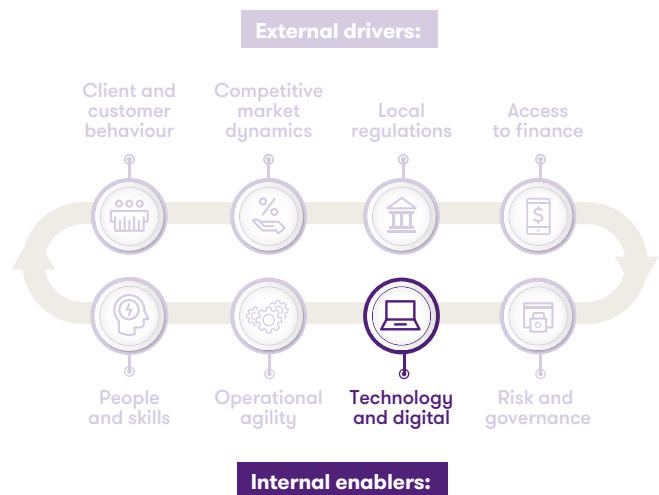 External drivers:
Client and
customer
behaviour
Competitive
market
dynamics
Local
regulations
Access
to finance
%
$
People
and skills
Operational
agility
Technology
and digital
Risk and
governance
Internal enablers: